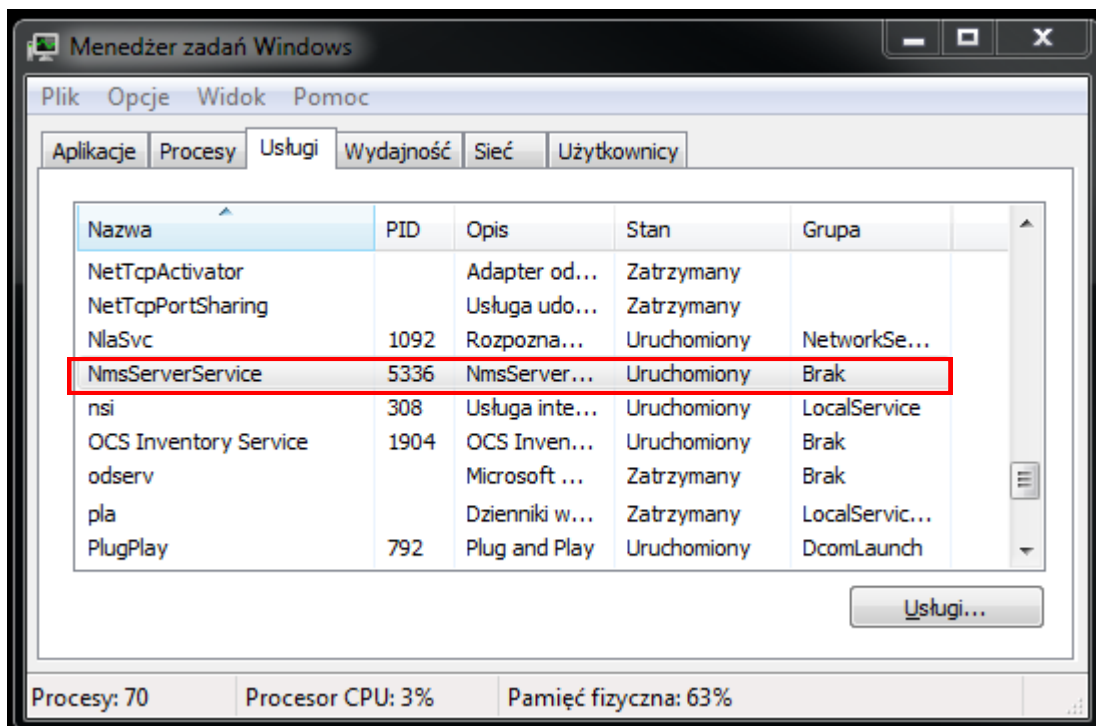 Menedżer zadań Windows
Plik Opcje Widok Pomoc
Aplikacje Procesy Usługi Wydajność Sieć Użytkownicy
Nazwa PID Opis Stan Grupa
NetTcpActivator Adapter od... Zatrzymany
NetTcpPortSharing Usługa udo... Zatrzymany
NlaSvc 1092 Rozpozna... Uruchomiony NetworkSe...
NmsServerService 5336 NmsServer... Uruchomiony Brak
nsi 308 Usługa inte... Uruchomiony LocalService
OCS Inventory Service 1904 OCS Inven... Uruchomiony Brak
odserv Microsoft ... Zatrzymany Brak
pla Dzienniki w... Zatrzymany LocalServic...
PlugPlay 792 Plug and Play Uruchomiony DcomLaunch
Usługi...
Procesy: 70 Procesor CPU: 3% Pamięć fizyczna: 63%